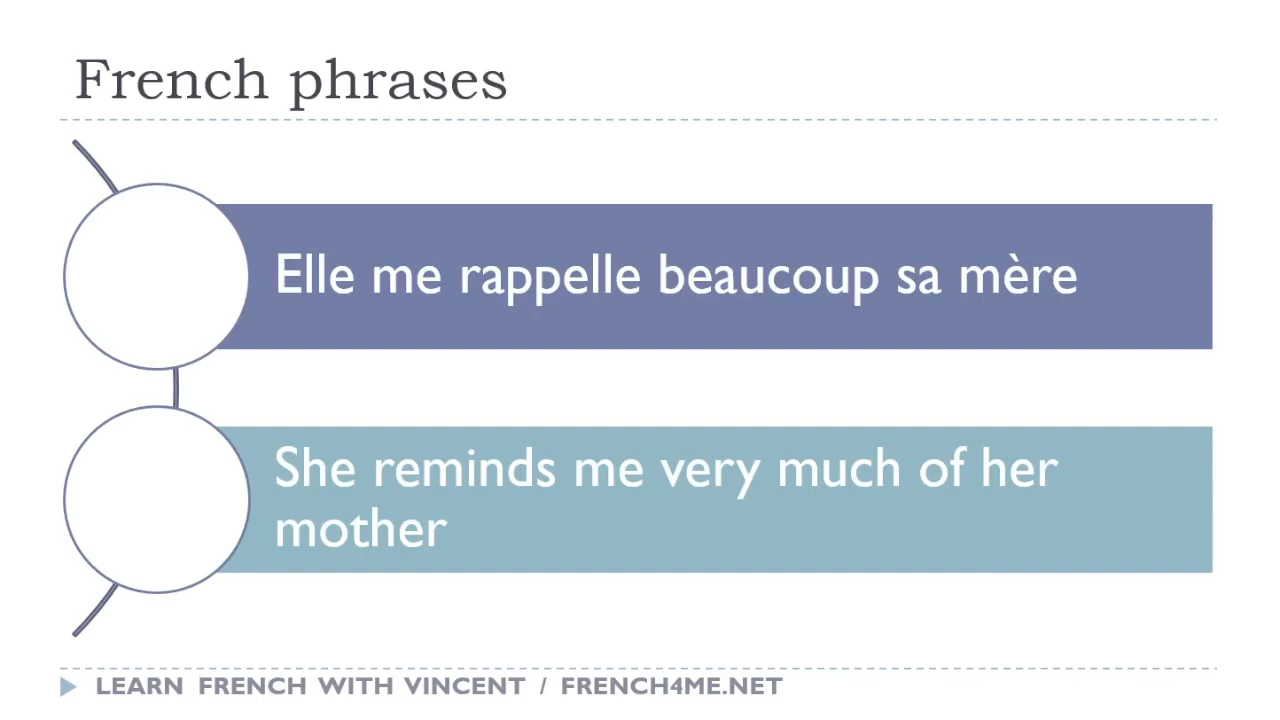 French phrases
Elle me rappelle beaucoup sa mère
She reminds me very much of her
mother
LEARN FRENCH WITH VINCENT / FRENCH4ME.NET